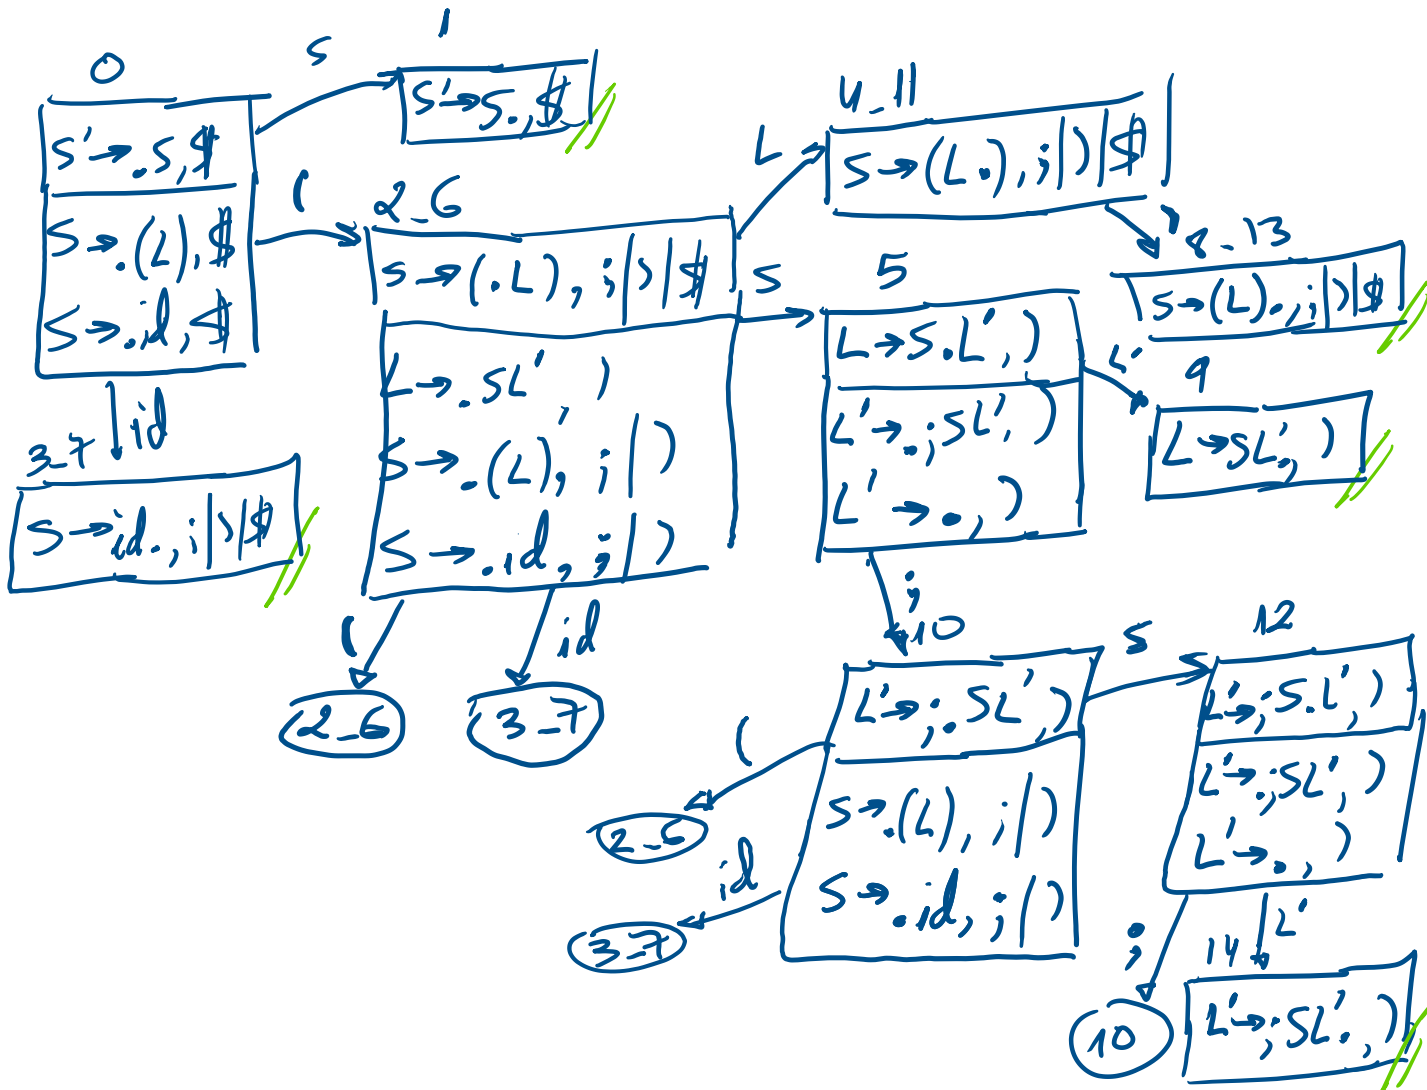 0
S
1
S'→.S,$
S→.(L),$
S→.id,$
S'→S.,$
(
2_6
S→(.L), ;|)|$
L→.SL', )
S→.(L), ;|)
S→.id, ;|)
id
3_7
S→id., ;|)|$
L
4_11
S→(L.), ;|)|$
)
8_13
S→(L)., ;|)|$
S
5
L→S.L', )
L'→.;SL', )
L'→., )
L'
9
L→SL'., )
(
2_6
id
3_7
;
10
L'→;.SL', )
S→.(L), ;|)
S→.id, ;|)
(
2_6
id
3_7
S
12
L'→;S.L', )
L'→.;SL', )
L'→., )
;
10
L'
14
L'→;SL'., )